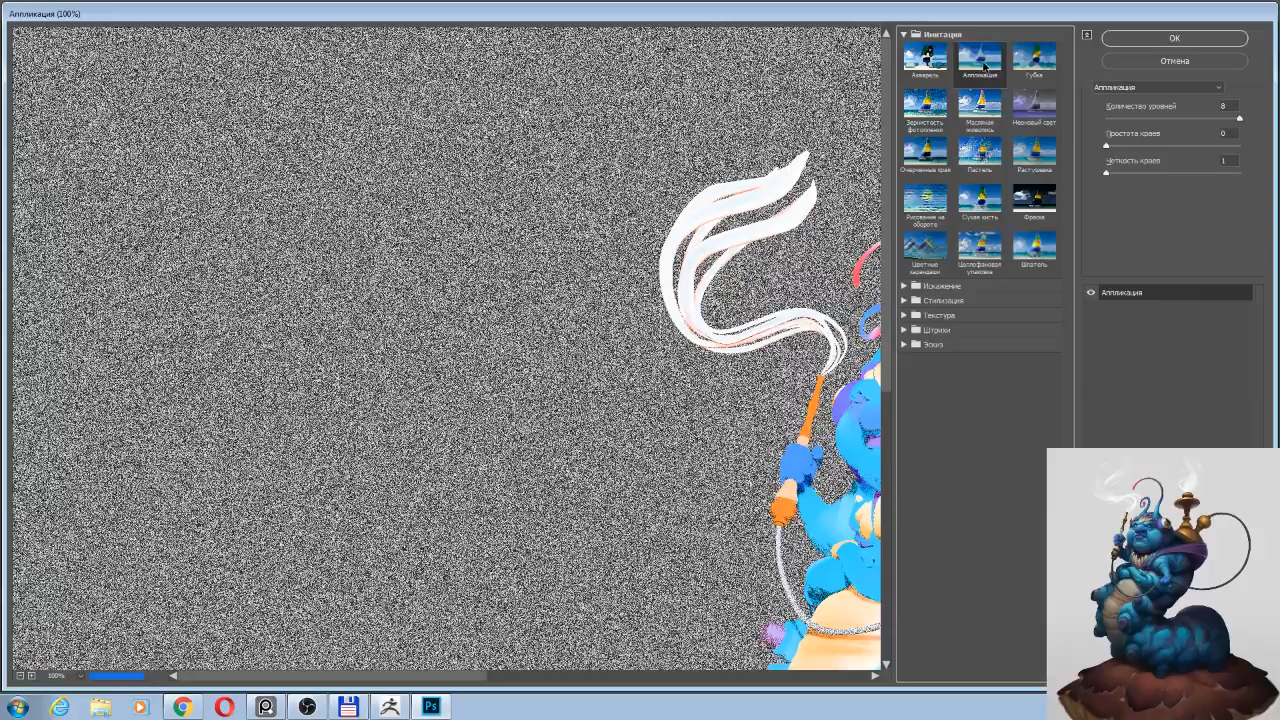 Аппликация (100%)
Имитация
Акварель
Аппликация
Губка
Зернистость
фотопленки
Масляная
живопись
Неоновый свет
Очерченные края
Пастель
Растушевка
Рисование на
обороте
Сухая кисть
Фреска
Цветные
карандаши
Целлофановая
упаковка
Шпатель
Искажение
Стилизация
Текстура
Штрихи
Эскиз
OK
Отмена
Аппликация
Количество уровней 8
Простота краев 0
Четкость краев 1
Аппликация
100%
Ps